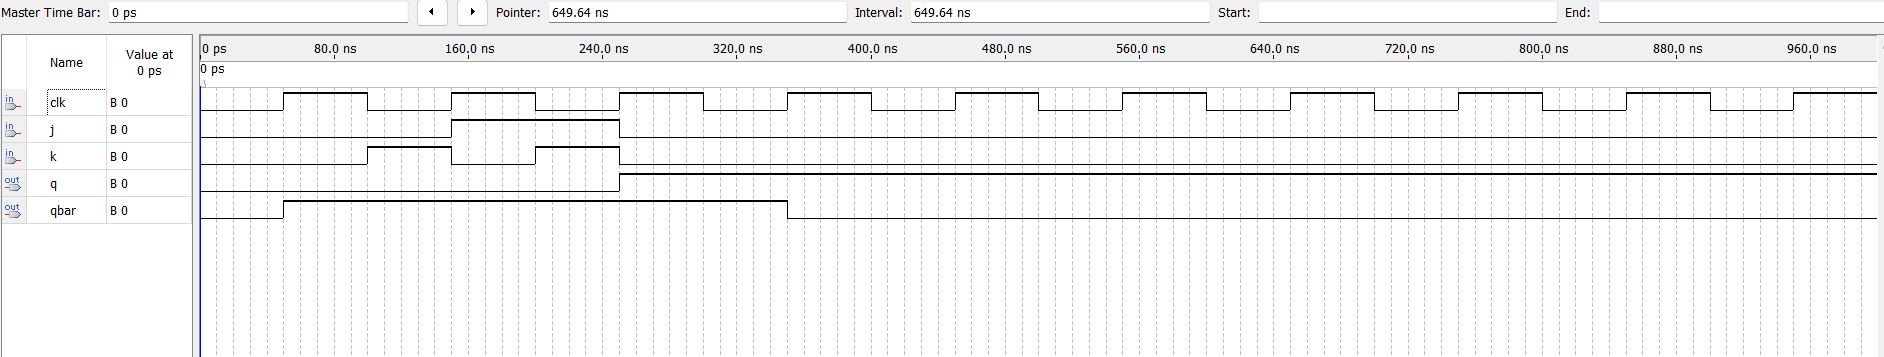 Master Time Bar: 0 ps Pointer: 649.64 ns Interval: 649.64 ns Start: End:
Name Value at 0 ps
0 ps 80.0 ns 160.0 ns 240.0 ns 320.0 ns 400.0 ns 480.0 ns 560.0 ns 640.0 ns 720.0 ns 800.0 ns 880.0 ns 960.0 ns
0 ps
in clk B 0
in j B 0
in k B 0
out q B 0
out qbar B 0